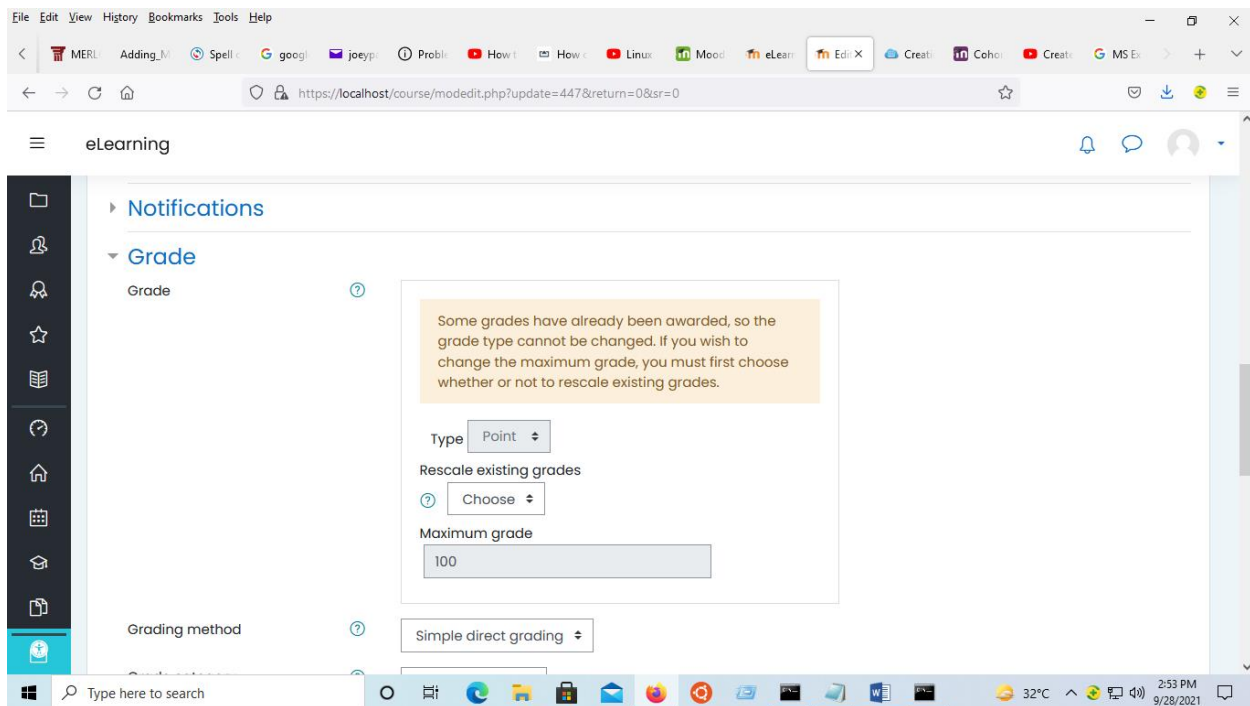 File Edit View History Bookmarks Tools Help
MERL Adding_M Spell c googl joeyp Proble How t How c Linux Mood eLearn Edi Creati Coho Create MS Ex
https://localhost/course/modedit.php?update=447&return=0&sr=0
eLearning
Notifications
Grade
Grade
Some grades have already been awarded, so the
grade type cannot be changed. If you wish to
change the maximum grade, you must first choose
whether or not to rescale existing grades.
Type Point
Rescale existing grades
Choose
Maximum grade
100
Grading method
Simple direct grading
Type here to search
32°C
2:53 PM
9/28/2021